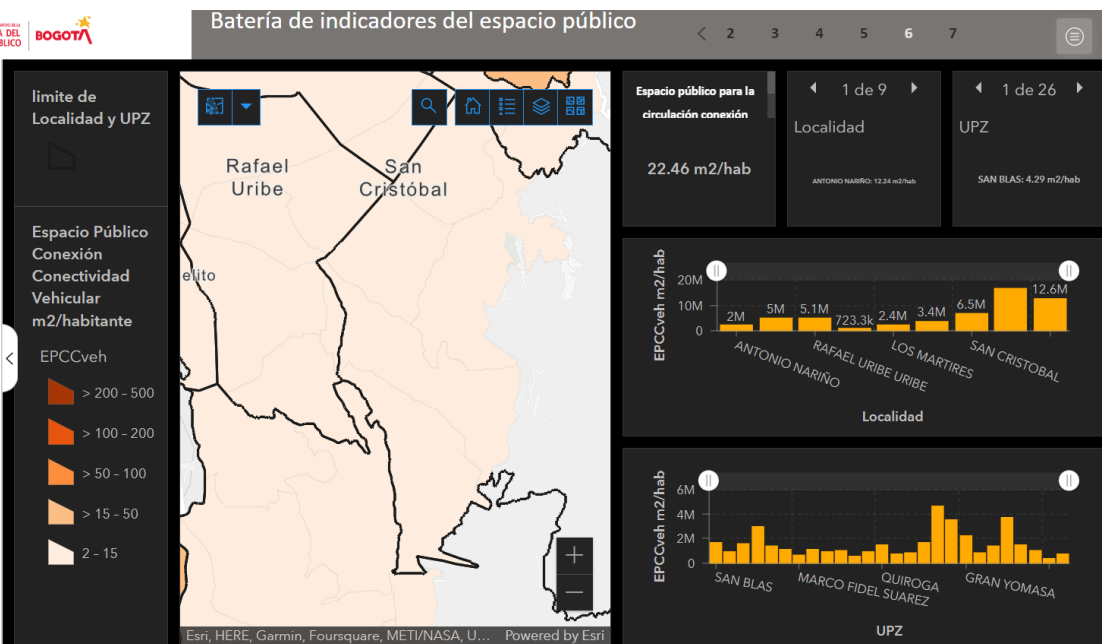 A DEL
BLICO
BOGOTÁ
Batería de indicadores del espacio público
< 2 3 4 5 6 7
limite de
Localidad y UPZ
Espacio Público
Conexión
Conectividad
Vehicular
m2/habitante
EPCCveh
> 200 – 500
> 100 – 200
> 50 – 100
> 15 – 50
2 – 15
Rafael
Uribe
San
Cristóbal
elito
Esri, HERE, Garmin, Foursquare, METI/NASA, U... Powered by Esri
Espacio público para la
circulación conexión
22.46 m2/hab
1 de 9
Localidad
ANTONIO NARIÑO: 12.24 m2/hab
1 de 26
UPZ
SAN BLAS: 4.29 m2/hab
EPCCveh m2/hab
20M
10M
0
2M
5M
5.1M
723.3k
2.4M
3.4M
6.5M
12.6M
ANTONIO NARIÑO
RAFAEL URIBE URIBE
LOS MARTIRES
SAN CRISTOBAL
Localidad
EPCCveh m2/hab
6M
4M
2M
0
SAN BLAS
MARCO FIDEL SUAREZ
QUIROGA
GRAN YOMASA
UPZ